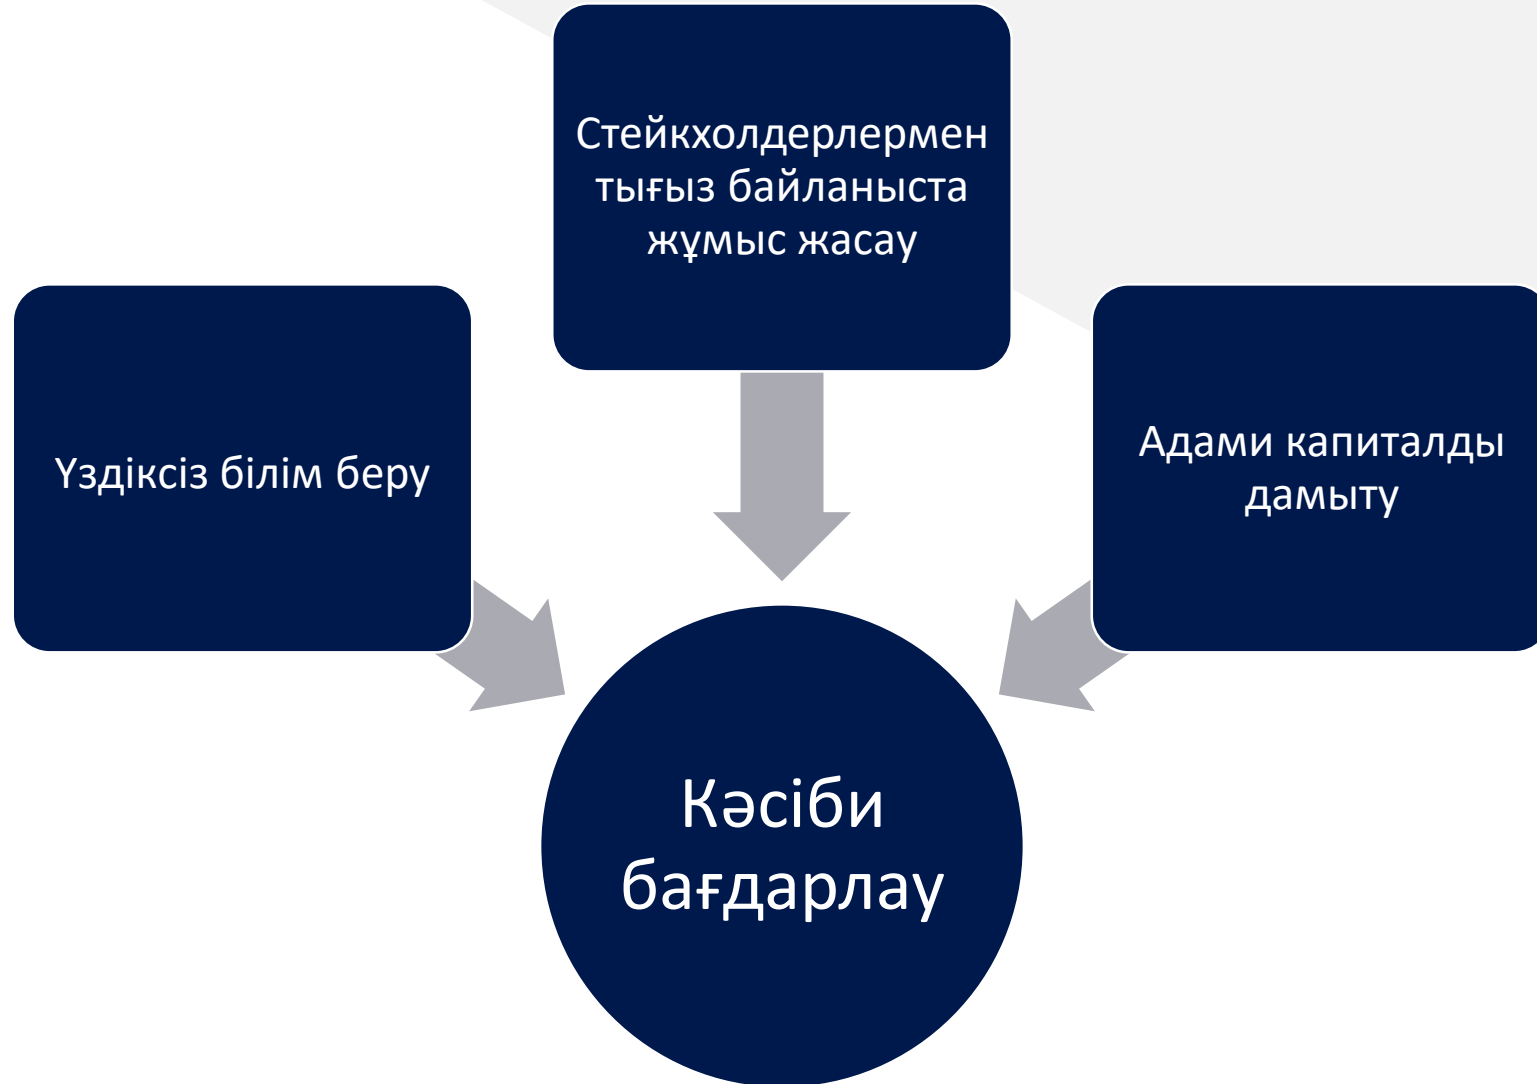 Стейкхолдерлермен
тығыз байланыста
жұмыс жасау
Үздіксіз білім беру
Адами капиталды
дамыту
Кәсіби
бағдарлау